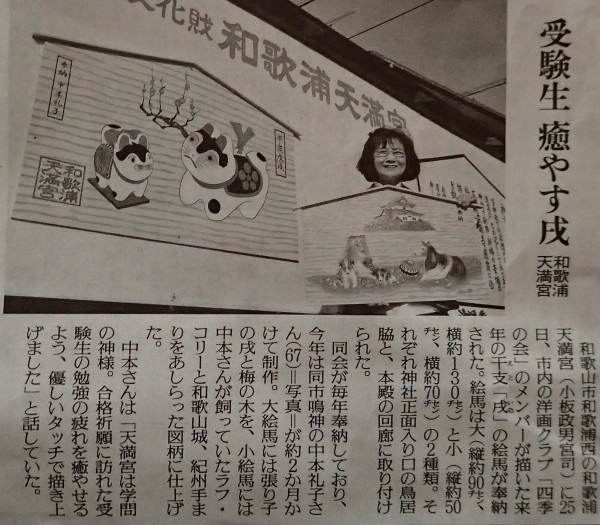 受験生 癒やす戌
和歌浦
天満宮
文化財 和歌浦天満宮
奉納 中本礼子
和歌浦
天満宮
和歌山市和歌浦西の和歌浦
天満宮(小板政男宮司)に25
日、市内の洋画クラブ「四季
の会」のメンバーが描いた来
年の干支「戌」の絵馬が奉納
された。絵馬は大(縦約90㌢、
横約130㌢)と小(縦約50
㌢、横約70㌢)の2種類。そ
れぞれ神社正面入り口の鳥居
脇と、本殿の回廊に取り付け
られた。
同会が毎年奉納しており、
今年は同市鳴神の中本礼子さ
ん(67)=写真=が約2か月か
けて制作。大絵馬には張り子
の戌と梅の木を、小絵馬には
中本さんが飼っていたラフ・
コリーと和歌山城、紀州手ま
りをあしらった図柄に仕上げ
た。
中本さんは「天満宮は学問
の神様。合格祈願に訪れた受
験生の勉強の疲れを癒やせる
よう、優しいタッチで描き上
げました」と話していた。